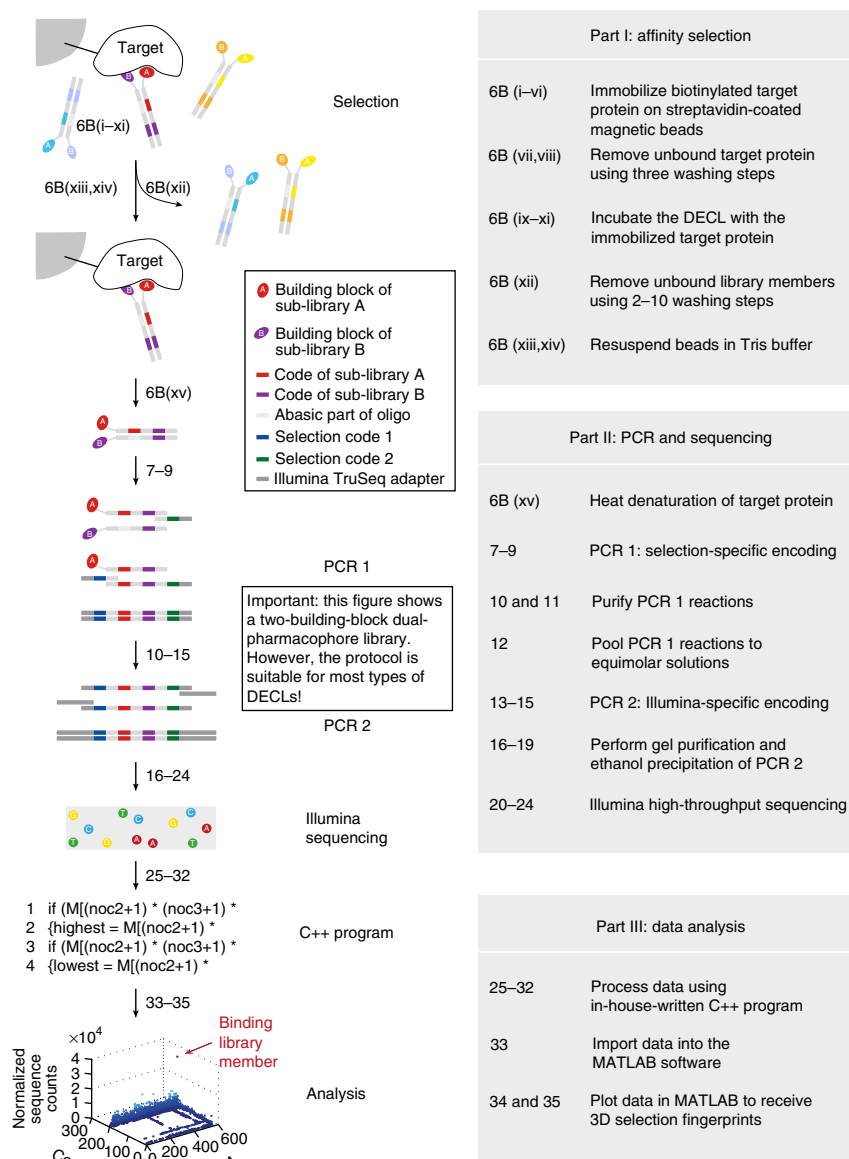 Target
B
A
B
A
A
B
6B(i–xi)
Selection
B
A
B
A
6B(xiii,xiv)
6B(xii)
Target
B
A
A Building block of
sub-library A
B Building block of
sub-library B
Code of sub-library A
Code of sub-library B
Abasic part of oligo
Selection code 1
Selection code 2
Illumina TruSeq adapter
6B(xv)
A
B
7–9
A
B
A
PCR 1
Important: this figure shows
a two-building-block dual-
pharmacophore library.
However, the protocol is
suitable for most types of
DECLs!
10–15
PCR 2
16–24
G
T
C
C
G
C
A
T
G
A
A
T
Illumina
sequencing
25–32
1 if (M[(noc2+1) * (noc3+1) *
2 {highest = M[(noc2+1) *
3 if (M[(noc2+1) * (noc3+1) *
4 {lowest = M[(noc2+1) *
C++ program
33–35
Binding
library
member
×10⁴
Normalized
sequence
counts
4
3
2
1
0
300
200
100
0
0
200
400
600
Analysis
Part I: affinity selection
6B (i–vi) Immobilize biotinylated target
protein on streptavidin-coated
magnetic beads
6B (vii,viii) Remove unbound target protein
using three washing steps
6B (ix–xi) Incubate the DECL with the
immobilized target protein
6B (xii) Remove unbound library members
using 2–10 washing steps
6B (xiii,xiv) Resuspend beads in Tris buffer
Part II: PCR and sequencing
6B (xv) Heat denaturation of target protein
7–9 PCR 1: selection-specific encoding
10 and 11 Purify PCR 1 reactions
12 Pool PCR 1 reactions to
equimolar solutions
13–15 PCR 2: Illumina-specific encoding
16–19 Perform gel purification and
ethanol precipitation of PCR 2
20–24 Illumina high-throughput sequencing
Part III: data analysis
25–32 Process data using
in-house-written C++ program
33 Import data into the
MATLAB software
34 and 35 Plot data in MATLAB to receive
3D selection fingerprints